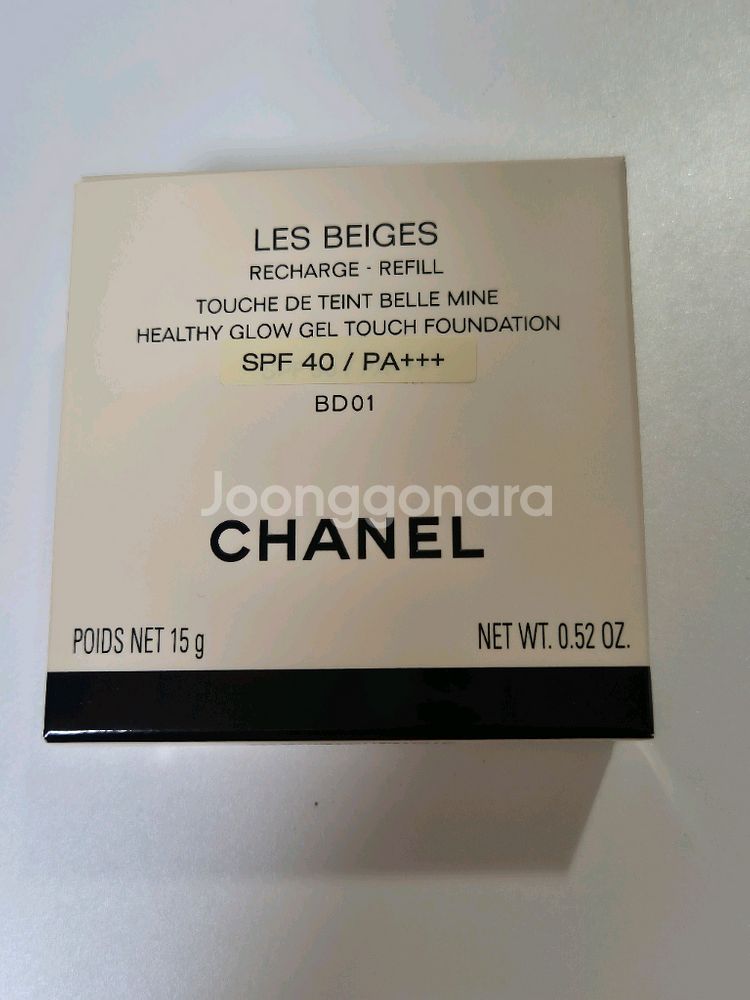 LES BEIGES
RECHARGE - REFILL
TOUCHE DE TEINT BELLE MINE
HEALTHY GLOW GEL TOUCH FOUNDATION
SPF 40 / PA+++
BD01
Joonggonara
CHANEL
POIDS NET 15 g
NET WT. 0.52 OZ.